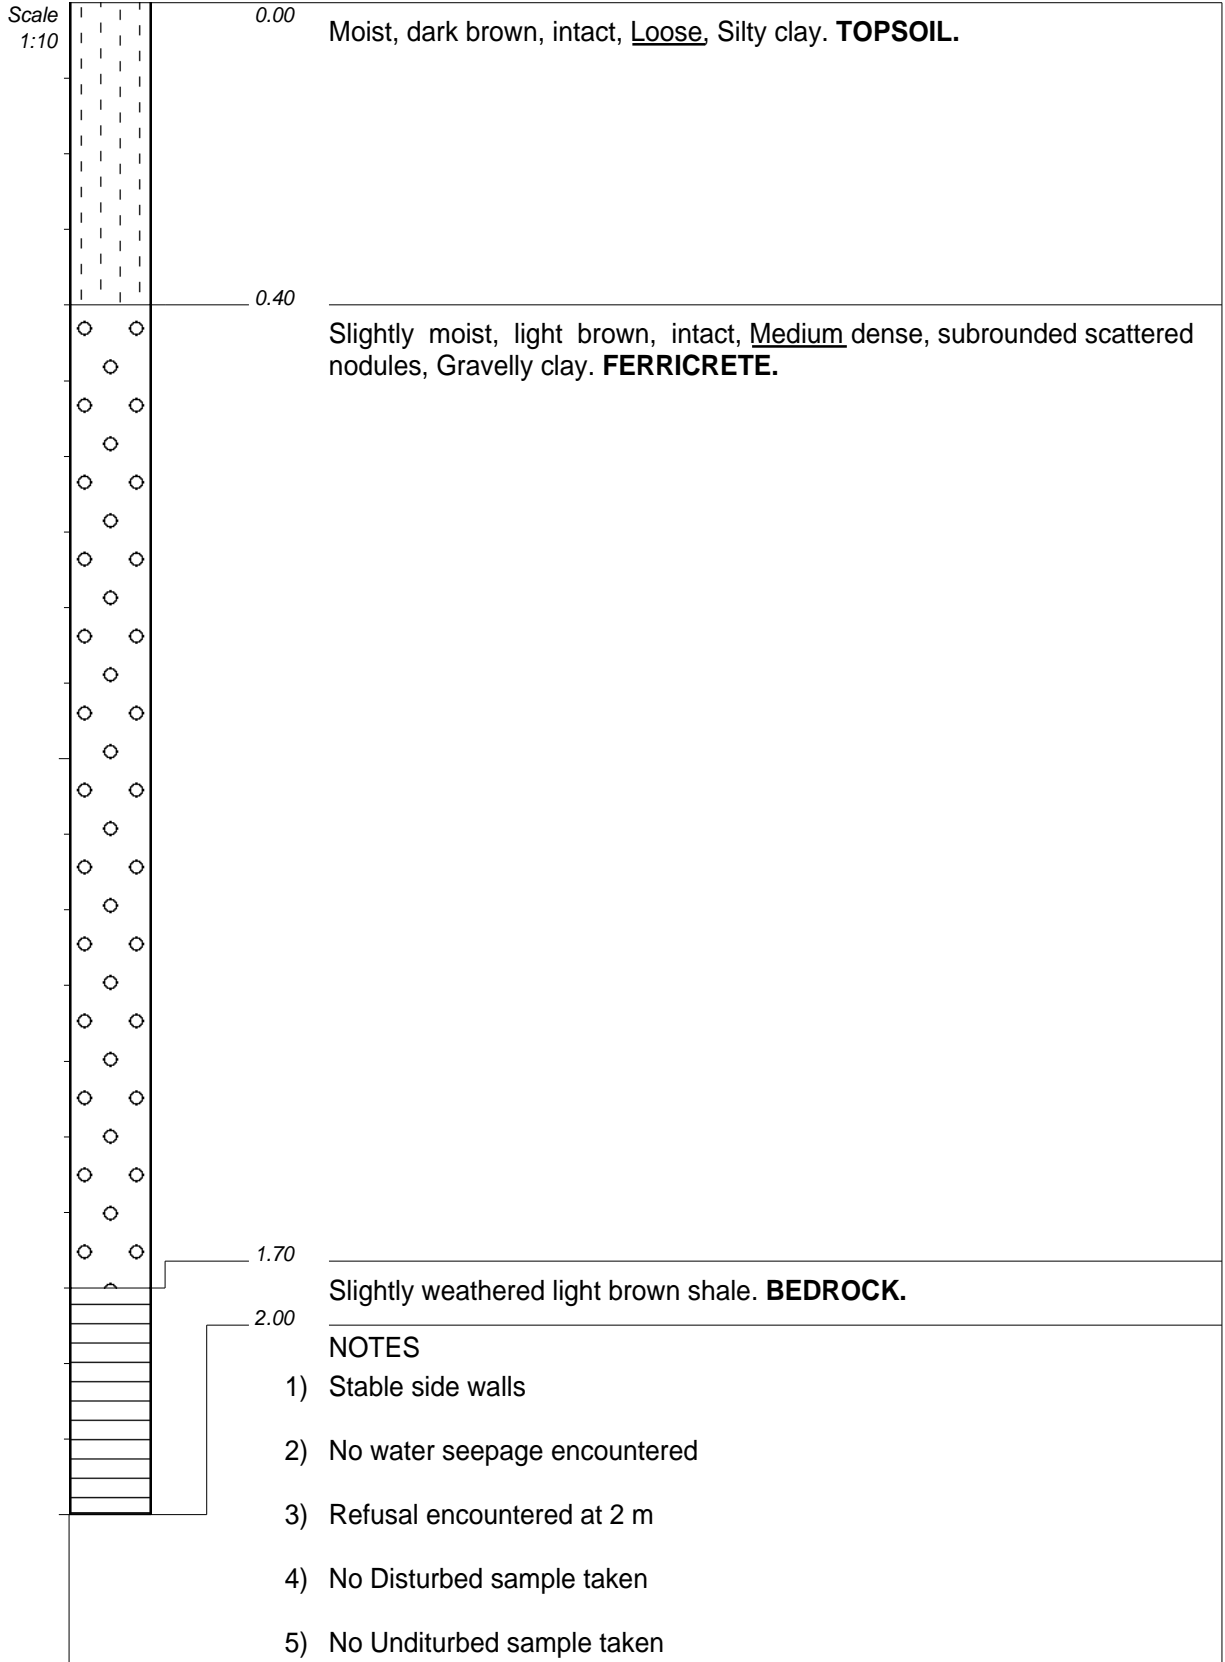 Scale
1:10
0.00
Moist, dark brown, intact, Loose, Silty clay. TOPSOIL.
0.40
Slightly moist, light brown, intact, Medium dense, subrounded scattered
nodules, Gravelly clay. FERRICRETE.
1.70
Slightly weathered light brown shale. BEDROCK.
2.00
NOTES
1) Stable side walls
2) No water seepage encountered
3) Refusal encountered at 2 m
4) No Disturbed sample taken
5) No Unditurbed sample taken